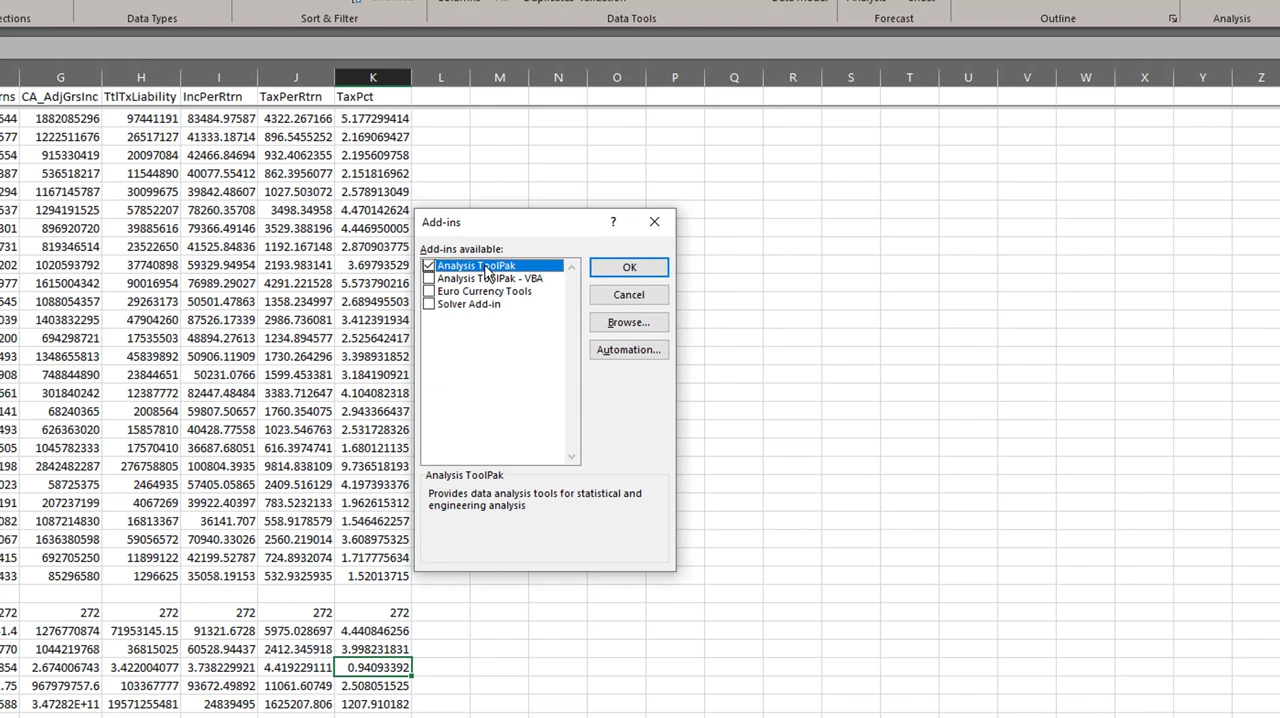 Data Types Sort & Filter Data Tools Forecast Outline Analysis
G H I J K L M N O P Q R S T U V W X Y Z
CA_AdjGrsInc TtlTxLiability IncPerRtrn TaxPerRtrn TaxPct
544 1882085296 97441191 83484.97587 4322.267166 5.177299414
577 1222511676 26517127 41333.18714 896.5455252 2.169069427
554 915330419 20097084 42466.84694 932.4062355 2.195609758
387 536518217 11544890 40077.55412 862.3956077 2.151816962
294 1167145787 30099675 39842.48607 1027.503072 2.578913049
537 1294191525 57852207 78260.35708 3498.34958 4.470142624
301 896920720 39885616 79366.49146 3529.388196 4.446950005
731 819346514 23522650 41525.84836 1192.167148 2.870903775
202 1020593792 37740898 59329.94954 2193.983141 3.69793529
977 1615004342 90016954 76989.29027 4291.221528 5.573790216
545 1088054357 29263173 50501.94741 1358.234997 2.689495503
039 1403832295 47904260 87526.17339 2986.736081 3.412391934
200 694298721 17535503 48894.27613 1234.894577 2.525642417
493 1348655813 45839892 50906.11909 1730.264296 3.398931852
908 748844890 23844651 50231.0766 1599.453381 3.184190921
661 301840242 12387772 82447.48484 3383.712647 4.104082318
141 68240365 2008564 59807.50657 1760.354075 2.943366437
493 626363020 15857810 40428.77558 1023.546763 2.531728326
505 1045782333 17570410 36687.68051 616.3974741 1.680121135
198 2842482287 276758805 100804.3935 9814.838108 9.736518193
023 58725375 2464935 57405.05865 2409.516129 4.197393376
191 207237199 4067269 39922.40397 783.5232133 1.962615312
082 1087214830 16813367 36141.707 558.9178579 1.546462257
067 1636380598 59056572 70940.33026 2560.219014 3.608975325
415 692705250 11899122 42199.52787 724.8932074 1.717775634
433 85296580 1296625 35058.19153 532.9325935 1.52013715
272 272 272 272 272 272
1.4 1276770874 71953145.15 91321.6728 5975.028697 4.440846256
770 1044219768 36815025 60528.94437 2412.345918 3.998231831
854 2.674006743 3.422004077 3.738229921 4.419229111 0.94093392
.75 967979757.6 103367777 93672.49892 11061.60749 2.508051525
588 3.47282E+11 19571255481 24839495 1625207.806 1207.910182
Add-ins ?
Add-ins available:
Analysis ToolPak
Analysis ToolPak - VBA
Euro Currency Tools
Solver Add-in
OK
Cancel
Browse...
Automation...
Analysis ToolPak
Provides data analysis tools for statistical and
engineering analysis